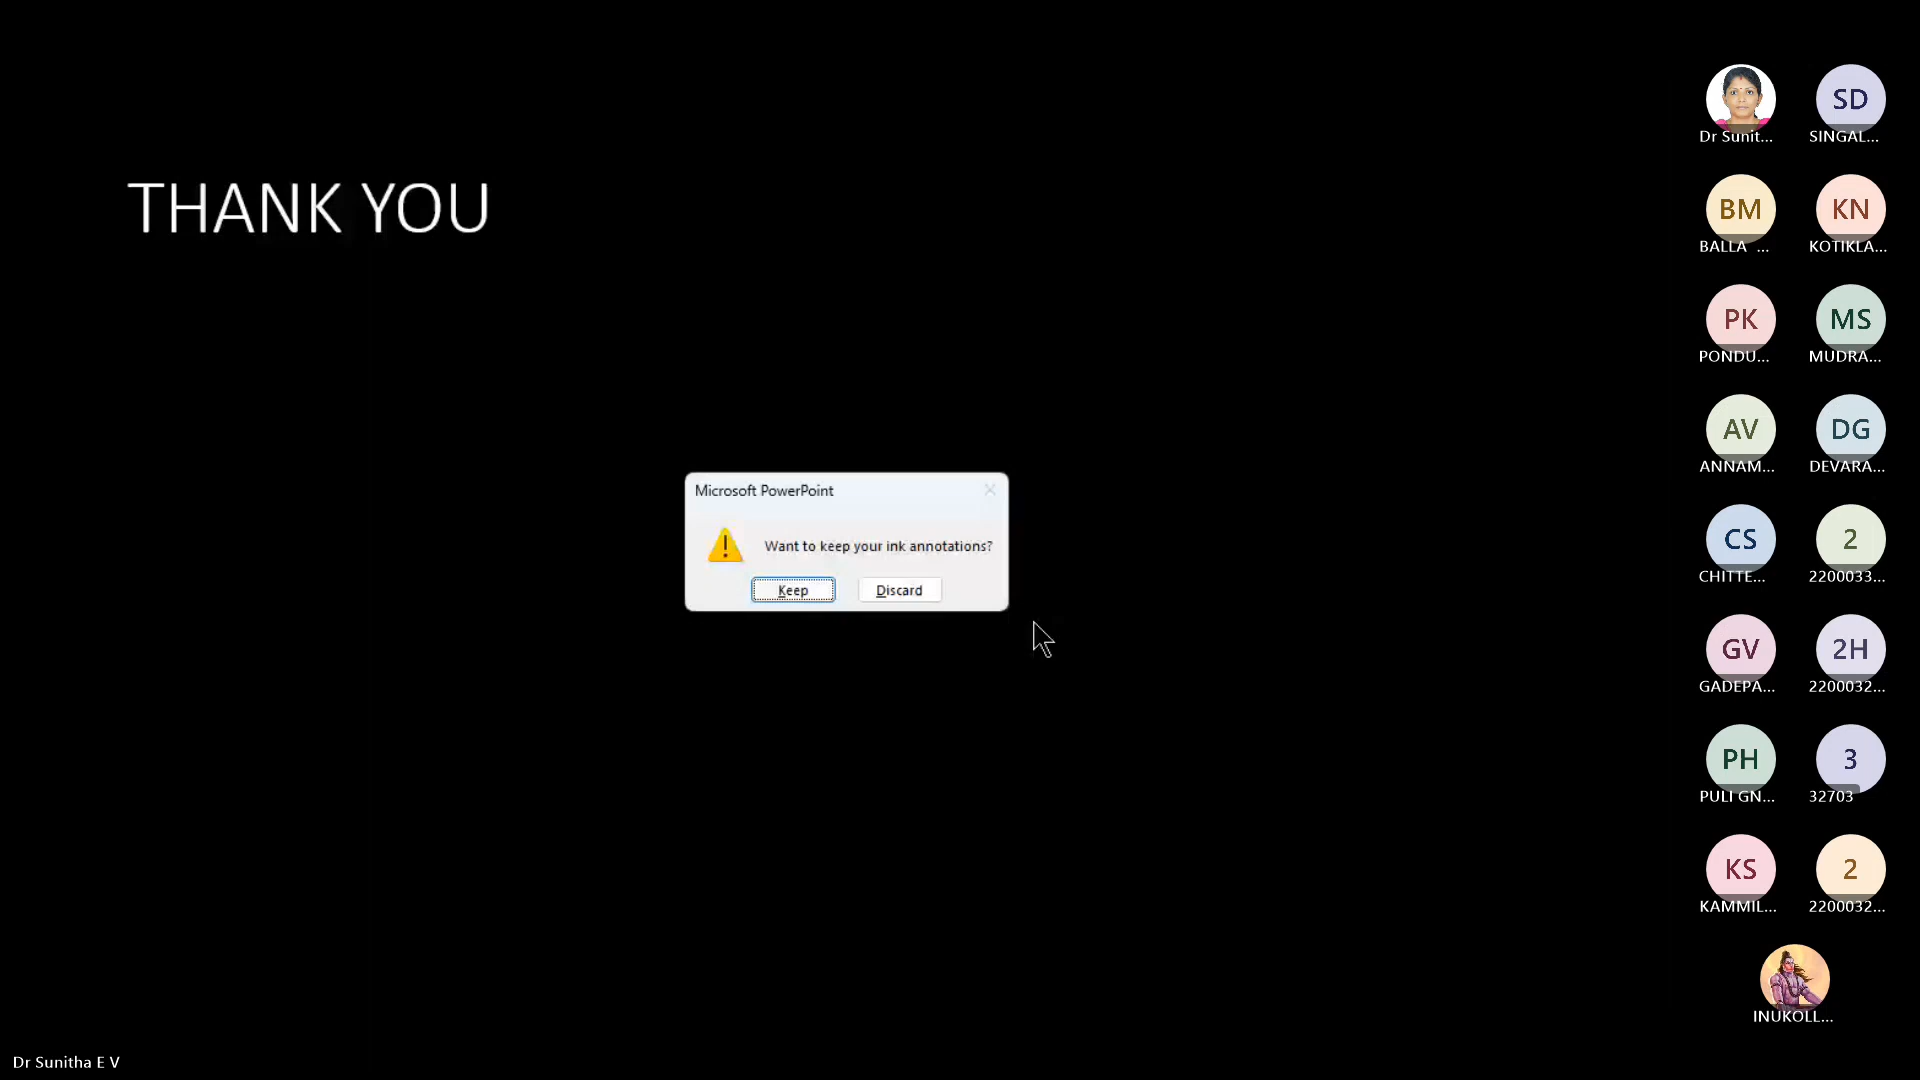 THANK YOU
Microsoft PowerPoint
Want to keep your ink annotations?
Keep
Discard
Dr Sunit...
SD
SINGAL...
BM
BALLA ...
KN
KOTIKLA...
PK
PONDU...
MS
MUDRA...
AV
ANNAM...
DG
DEVARA...
CS
CHITTE...
2
2200033...
GV
GADEPA...
2H
2200032...
PH
PULI GN...
3
32703
KS
KAMMIL...
2
2200032...
INUKOLL...
Dr Sunitha E V